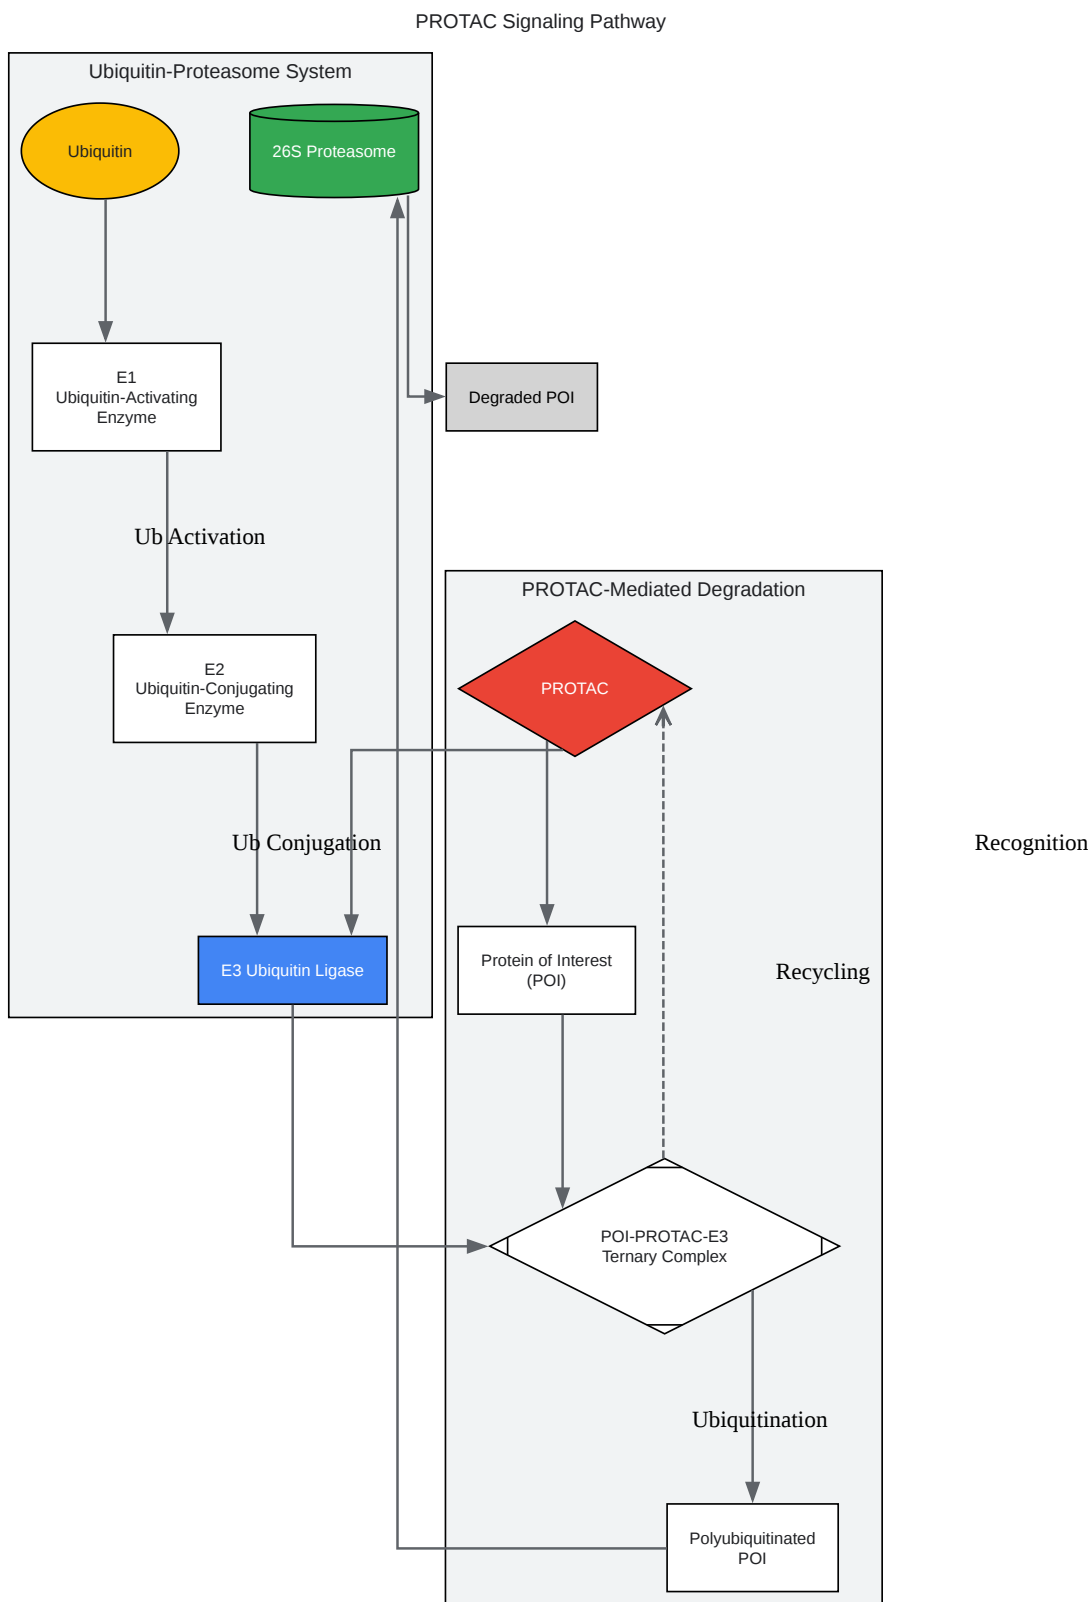 PROTAC Signaling Pathway
Ubiquitin-Proteasome System
Ubiquitin
26S Proteasome
E1
Ubiquitin-Activating
Enzyme
Degraded POI
Ub Activation
PROTAC-Mediated Degradation
E2
Ubiquitin-Conjugating
Enzyme
PROTAC
Ub Conjugation
Recognition
E3 Ubiquitin Ligase
Protein of Interest
(POI)
Recycling
POI-PROTAC-E3
Ternary Complex
Ubiquitination
Polyubiquitinated
POI